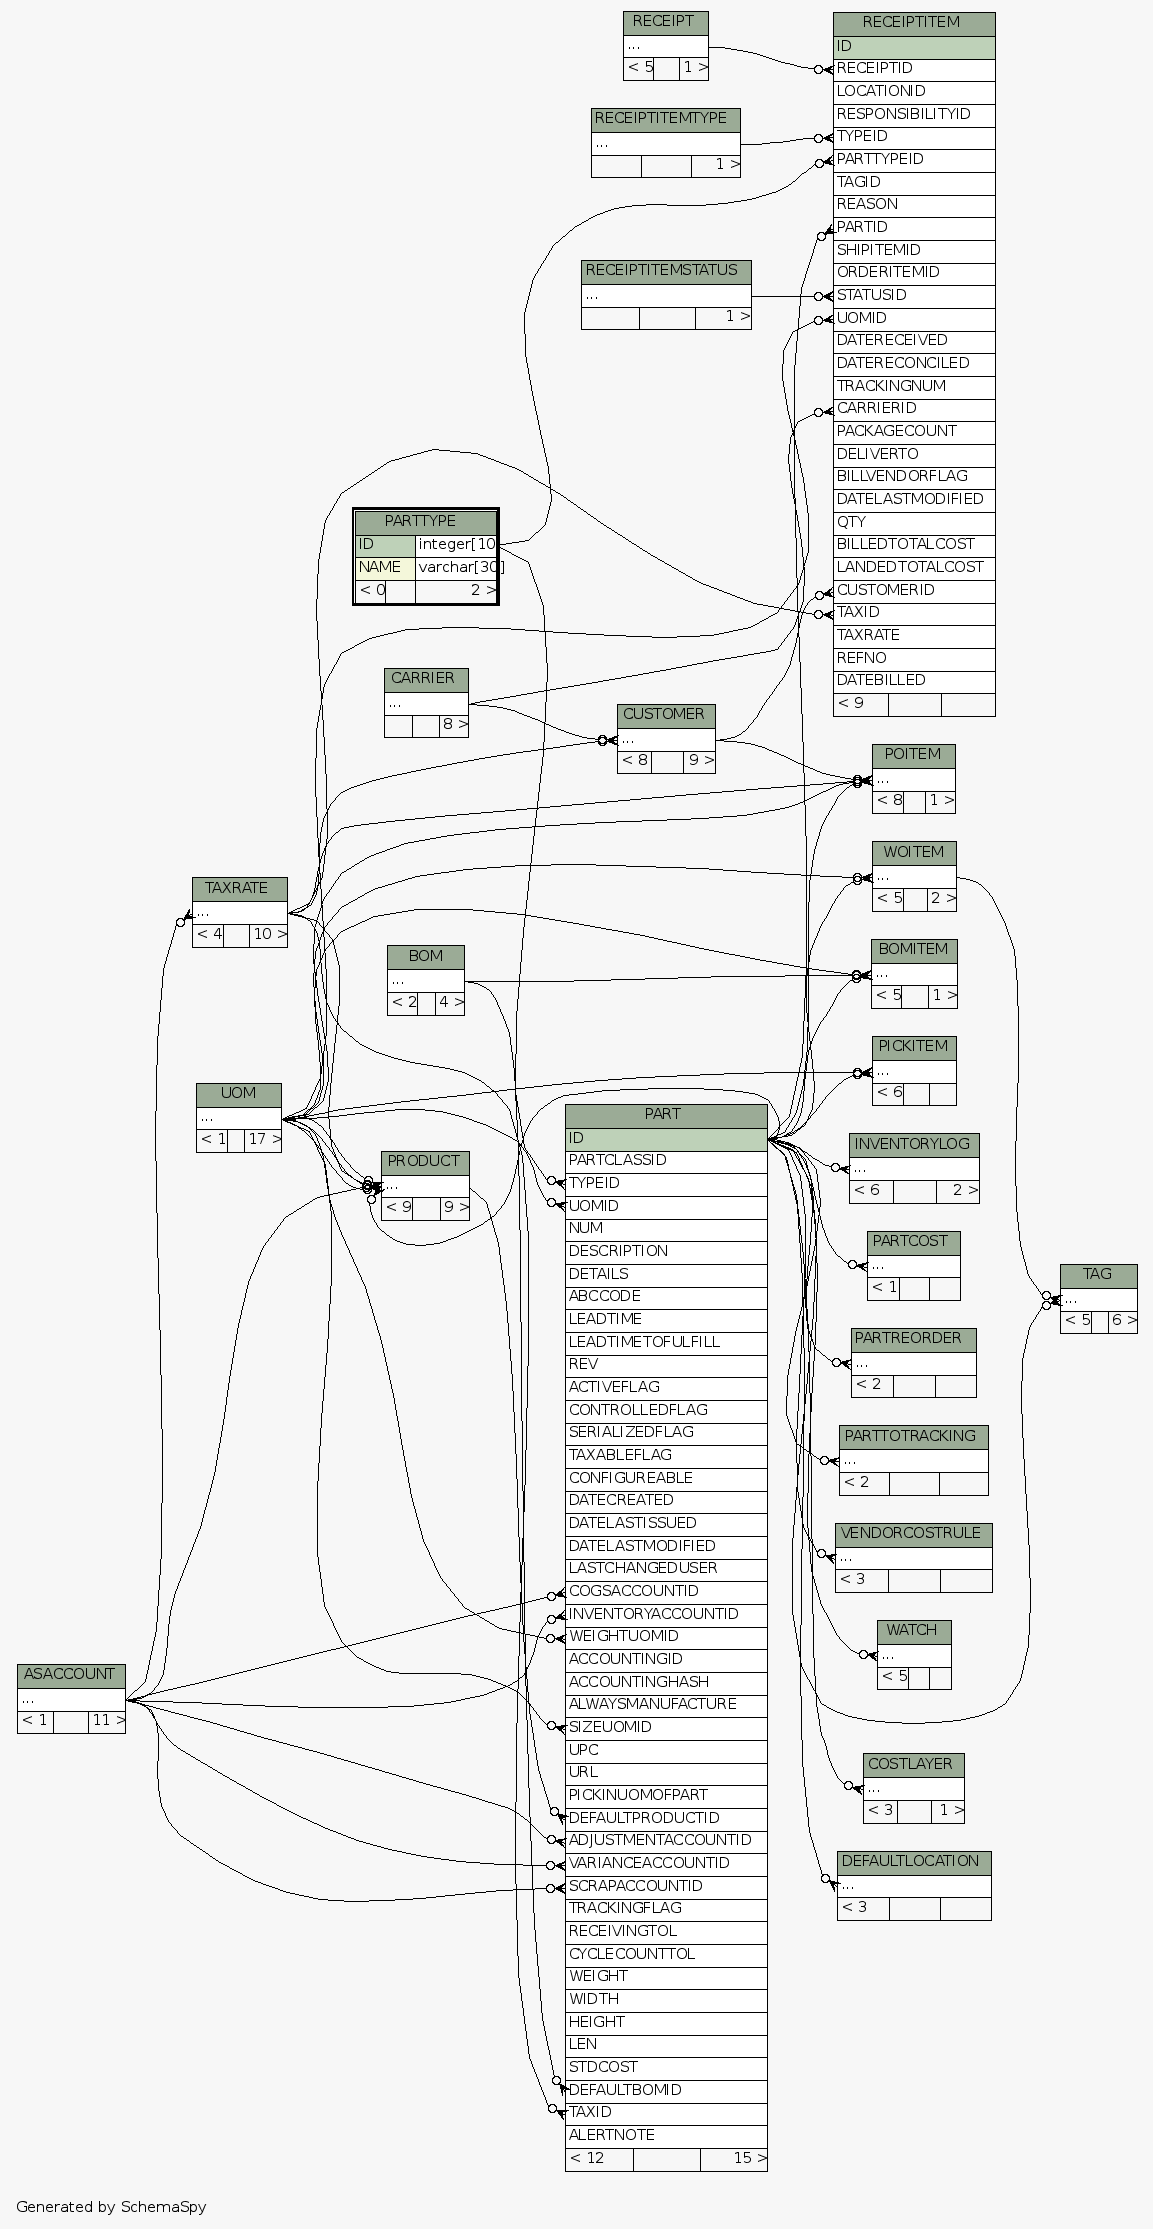 RECEIPT
...
< 5 1 >
RECEIPTITEM
ID
RECEIPTID
LOCATIONID
RESPONSIBILITYID
TYPEID
PARTTYPEID
TAGID
REASON
PARTID
SHIPITEMID
ORDERITEMID
STATUSID
UOMID
DATERECEIVED
DATERECONCILED
TRACKINGNUM
CARRIERID
PACKAGECOUNT
DELIVERTO
BILLVENDORFLAG
DATELASTMODIFIED
QTY
BILLEDTOTALCOST
LANDEDTOTALCOST
CUSTOMERID
TAXID
TAXRATE
REFNO
DATEBILLED
< 9
RECEIPTITEMTYPE
...
1 >
RECEIPTITEMSTATUS
...
1 >
PARTTYPE
ID integer[10
NAME varchar[30]
< 0 2 >
CARRIER
...
8 >
CUSTOMER
...
< 8 9 >
POITEM
...
< 8 1 >
WOITEM
...
< 5 2 >
TAXRATE
...
< 4 10 >
BOM
...
< 2 4 >
BOMITEM
...
< 5 1 >
PICKITEM
...
< 6
UOM
...
< 1 17 >
PRODUCT
...
< 9 9 >
PART
ID
PARTCLASSID
TYPEID
UOMID
NUM
DESCRIPTION
DETAILS
ABCCODE
LEADTIME
LEADTIMETOFULFILL
REV
ACTIVEFLAG
CONTROLLEDFLAG
SERIALIZEDFLAG
TAXABLEFLAG
CONFIGUREABLE
DATECREATED
DATELASTISSUED
DATELASTMODIFIED
LASTCHANGEDUSER
COGSACCOUNTID
INVENTORYACCOUNTID
WEIGHTUOMID
ACCOUNTINGID
ACCOUNTINGHASH
ALWAYSMANUFACTURE
SIZEUOMID
UPC
URL
PICKINUOMOFPART
DEFAULTPRODUCTID
ADJUSTMENTACCOUNTID
VARIANCEACCOUNTID
SCRAPACCOUNTID
TRACKINGFLAG
RECEIVINGTOL
CYCLECOUNTTOL
WEIGHT
WIDTH
HEIGHT
LEN
STDCOST
DEFAULTBOMID
TAXID
ALERTNOTE
< 12 15 >
INVENTORYLOG
...
< 6 2 >
PARTCOST
...
< 1
TAG
...
< 5 6 >
PARTREORDER
...
< 2
PARTTOTRACKING
...
< 2
VENDORCOSTRULE
...
< 3
WATCH
...
< 5
ASACCOUNT
...
< 1 11 >
COSTLAYER
...
< 3 1 >
DEFAULTLOCATION
...
< 3
Generated by SchemaSpy